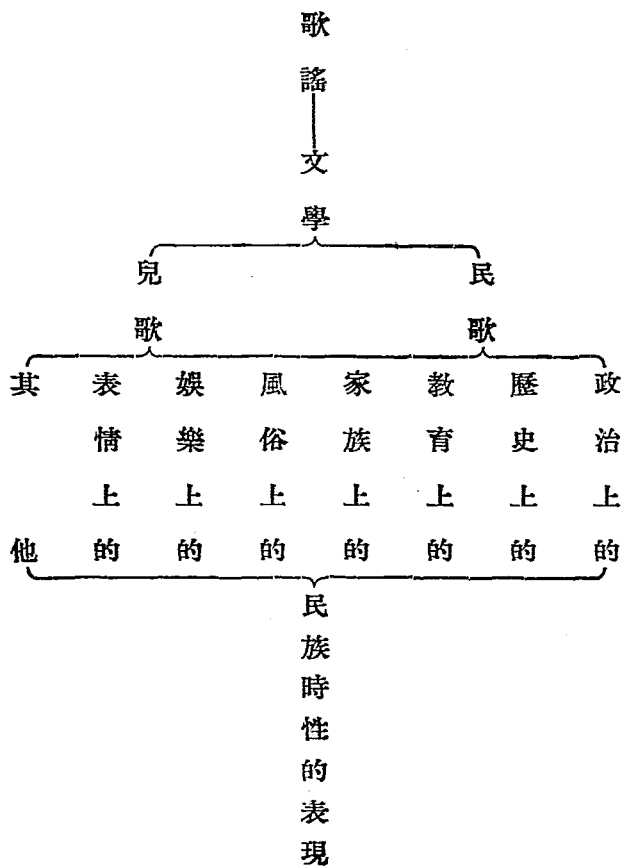 歌謠
文學
民歌
兒歌
政治上的
歷史上的
教育上的
家族上的
風俗上的
娛樂上的
表情上的
其他
民族時性的表現